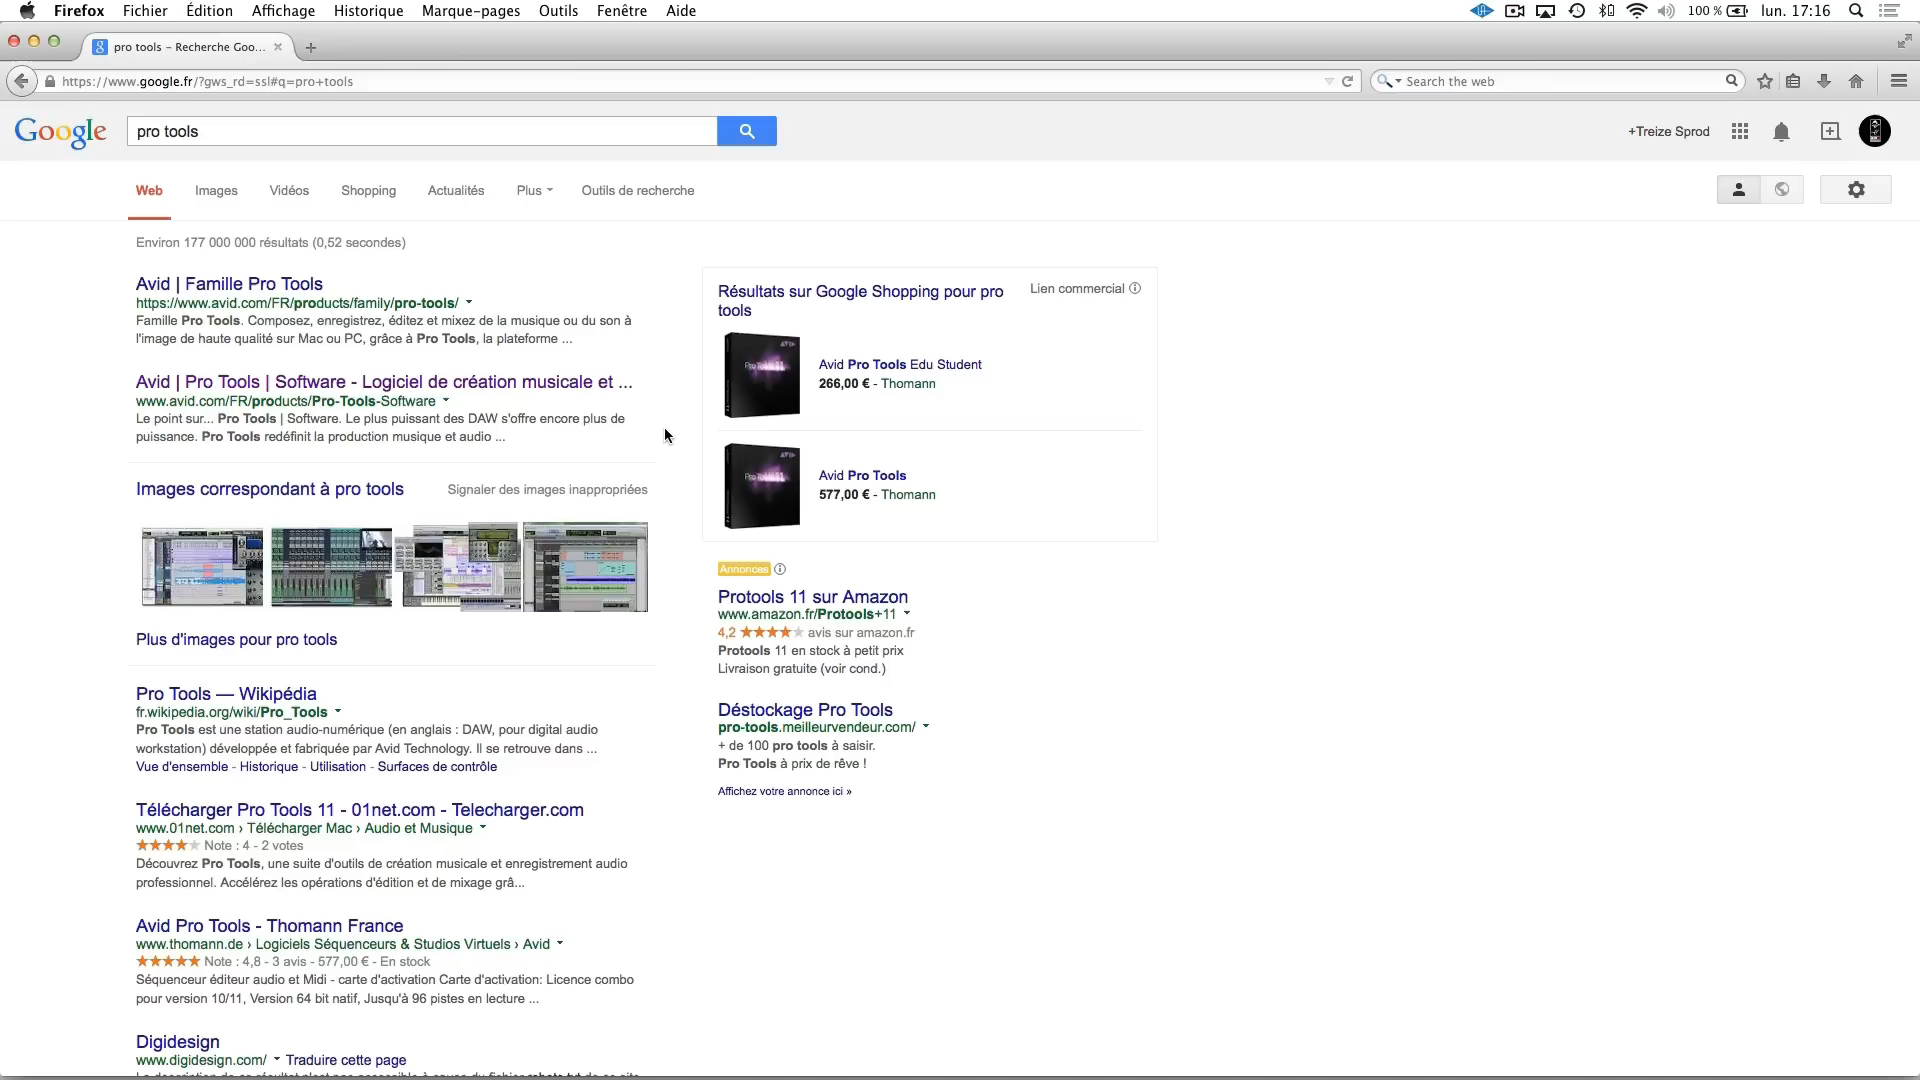 Firefox Fichier Édition Affichage Historique Marque-pages Outils Fenêtre Aide
100 % lun. 17:16
pro tools – Recherche Goo...
https://www.google.fr/?gws_rd=ssl#q=pro+tools
Search the web
Google
pro tools
+Treize Sprod
Web Images Vidéos Shopping Actualités Plus Outils de recherche
Environ 177 000 000 résultats (0,52 secondes)
Avid | Famille Pro Tools
https://www.avid.com/FR/products/family/pro-tools/
Famille Pro Tools. Composez, enregistrez, éditez et mixez de la musique ou du son à
l'image de haute qualité sur Mac ou PC, grâce à Pro Tools, la plateforme ...
Avid | Pro Tools | Software - Logiciel de création musicale et ...
www.avid.com/FR/products/Pro-Tools-Software
Le point sur... Pro Tools | Software. Le plus puissant des DAW s'offre encore plus de
puissance. Pro Tools redéfinit la production musique et audio ...
Images correspondant à pro tools
Signaler des images inappropriées
Plus d'images pour pro tools
Pro Tools — Wikipédia
fr.wikipedia.org/wiki/Pro_Tools
Pro Tools est une station audio-numérique (en anglais : DAW, pour digital audio
workstation) développée et fabriquée par Avid Technology. Il se retrouve dans ...
Vue d'ensemble - Historique - Utilisation - Surfaces de contrôle
Télécharger Pro Tools 11 - 01net.com - Telecharger.com
www.01net.com › Télécharger Mac › Audio et Musique
Note : 4 - 2 votes
Découvrez Pro Tools, une suite d'outils de création musicale et enregistrement audio
professionnel. Accélérez les opérations d'édition et de mixage grâ...
Avid Pro Tools - Thomann France
www.thomann.de › Logiciels Séquenceurs & Studios Virtuels › Avid
Note : 4,8 - 3 avis - 577,00 € - En stock
Séquenceur éditeur audio et Midi - carte d'activation Carte d'activation: Licence combo
pour version 10/11, Version 64 bit natif, Jusqu'à 96 pistes en lecture ...
Digidesign
www.digidesign.com/ Traduire cette page
La description de ce résultat n'est pas accessible à cause du fichier robots.txt de ce site.
Résultats sur Google Shopping pour pro
tools
Lien commercial
Avid Pro Tools Edu Student
266,00 € - Thomann
Avid Pro Tools
577,00 € - Thomann
Annonces
Protools 11 sur Amazon
www.amazon.fr/Protools+11
4,2 avis sur amazon.fr
Protools 11 en stock à petit prix
Livraison gratuite (voir cond.)
Déstockage Pro Tools
pro-tools.meilleurvendeur.com/
+ de 100 pro tools à saisir.
Pro Tools à prix de rêve !
Affichez votre annonce ici »